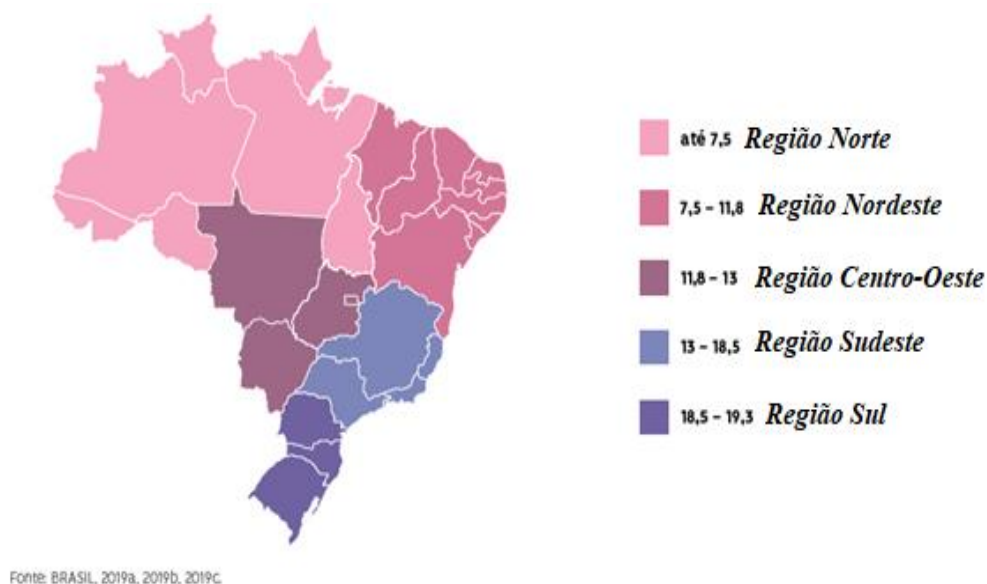 até 7,5 Região Norte
7,5 – 11,8 Região Nordeste
11,8 – 13 Região Centro-Oeste
13 – 18,5 Região Sudeste
18,5 – 19,3 Região Sul
Fonte: BRASIL, 2019a, 2019b, 2019c.